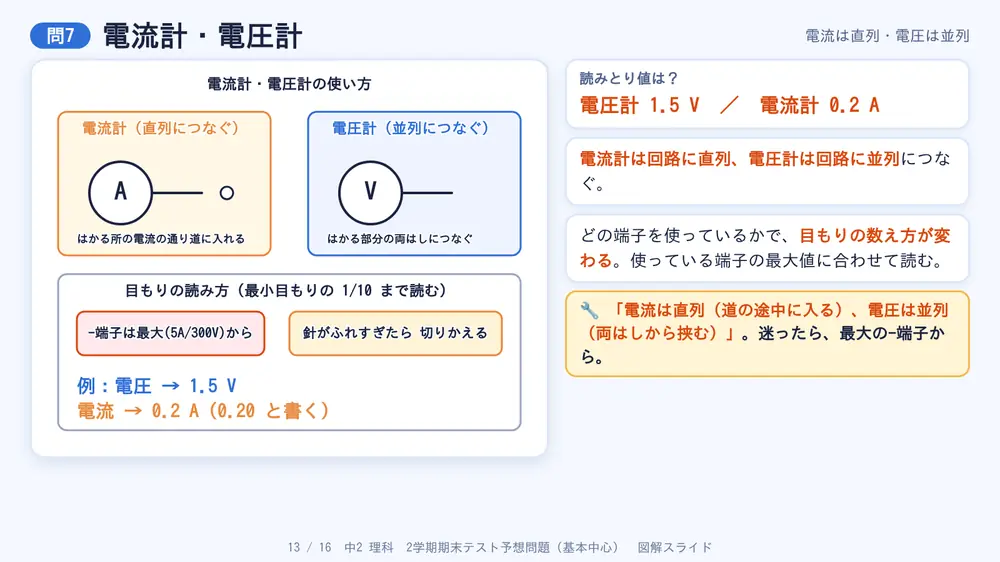 問7 電流計・電圧計
電流は直列・電圧は並列
電流計・電圧計の使い方
電流計（直列につなぐ）
A
はかる所の電流の通り道に入れる
電圧計（並列につなぐ）
V
はかる部分の両はしにつなぐ
目もりの読み方（最小目もりの 1/10 まで読む）
-端子は最大(5A/300V)から
針がふれすぎたら 切りかえる
例：電圧 → 1.5 V
電流 → 0.2 A（0.20 と書く）
読みとり値は？
電圧計 1.5 V ／ 電流計 0.2 A
電流計は回路に直列、電圧計は回路に並列につな
ぐ。
どの端子を使っているかで、目もりの数え方が変
わる。使っている端子の最大値に合わせて読む。
🔧 「電流は直列（道の途中に入る）、電圧は並列
（両はしから挟む）」。迷ったら、最大の-端子か
ら。
13 / 16 中2 理科 2学期期末テスト予想問題（基本中心） 図解スライド